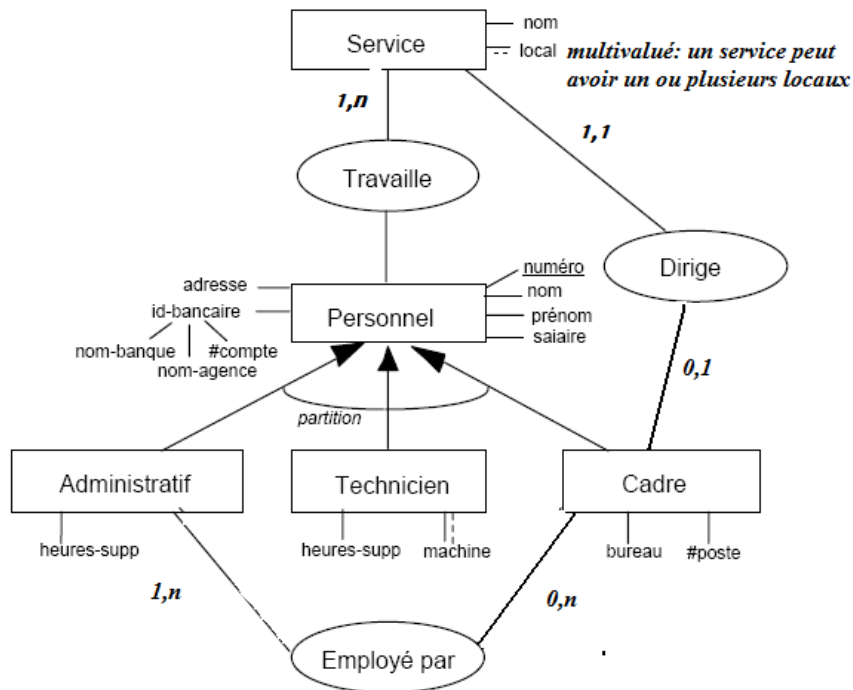 nom
Service
local
multivalué: un service peut
avoir un ou plusieurs locaux
1,n
1,1
Travaille
Dirige
adresse
numéro
id-bancaire
nom
Personnel
prénom
saiaire
nom-banque
#compte
nom-agence
0,1
partition
Administratif
Technicien
Cadre
heures-supp
heures-supp
machine
bureau
#poste
1,n
0,n
Employé par